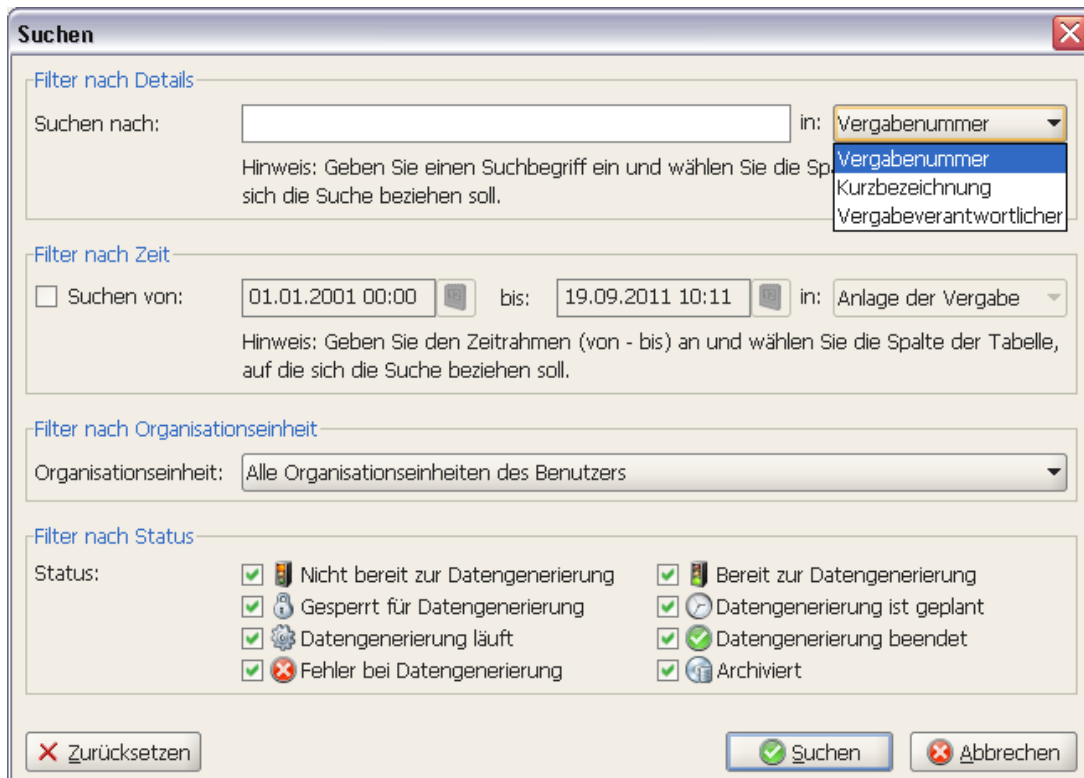 Suchen
Filter nach Details
Suchen nach: in: Vergabenummer
Vergabenummer
Kurzbezeichnung
Vergabeverantwortlicher
Hinweis: Geben Sie einen Suchbegriff ein und wählen Sie die
sich die Suche beziehen soll.
Filter nach Zeit
Suchen von: 01.01.2001 00:00 bis: 19.09.2011 10:11 in: Anlage der Vergabe
Hinweis: Geben Sie den Zeitrahmen (von - bis) an und wählen Sie die Spalte der Tabelle,
auf die sich die Suche beziehen soll.
Filter nach Organisationseinheit
Organisationseinheit: Alle Organisationseinheiten des Benutzers
Filter nach Status
Status: Nicht bereit zur Datengenerierung Bereit zur Datengenerierung
Gesperrt für Datengenerierung Datengenerierung ist geplant
Datengenerierung läuft Datengenerierung beendet
Fehler bei Datengenerierung Archiviert
Zurücksetzen Suchen Abbrechen